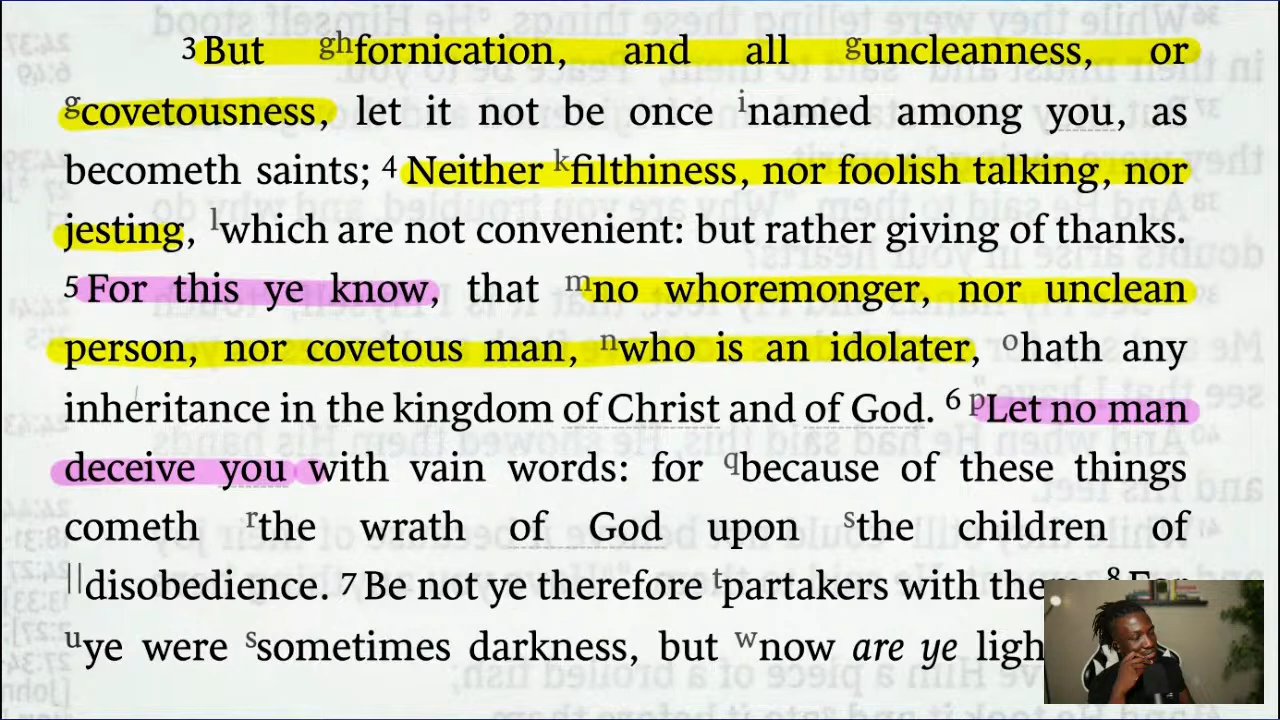 3 But ghfornication, and all guncleanness, or
gcovetousness, let it not be once inamed among you, as
becometh saints; 4 Neither kfilthiness, nor foolish talking, nor
jesting, lwhich are not convenient: but rather giving of thanks.
5 For this ye know, that mno whoremonger, nor unclean
person, nor covetous man, nwho is an idolater, ohath any
inheritance in the kingdom of Christ and of God. 6 pLet no man
deceive you with vain words: for qbecause of these things
cometh rthe wrath of God upon sthe children of
||disobedience. 7 Be not ye therefore tpartakers with them. 8 For
uye were ssometimes darkness, but wnow are ye